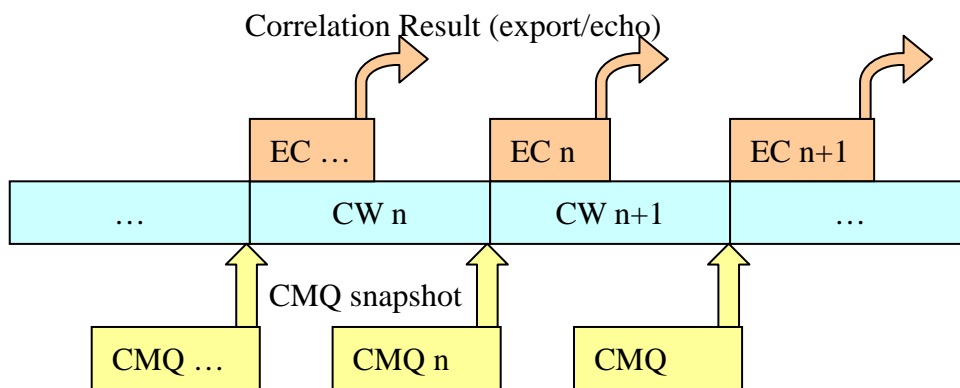 Correlation Result (export/echo)
EC …
EC n
EC n+1
…
CW n
CW n+1
…
CMQ snapshot
CMQ …
CMQ n
CMQ